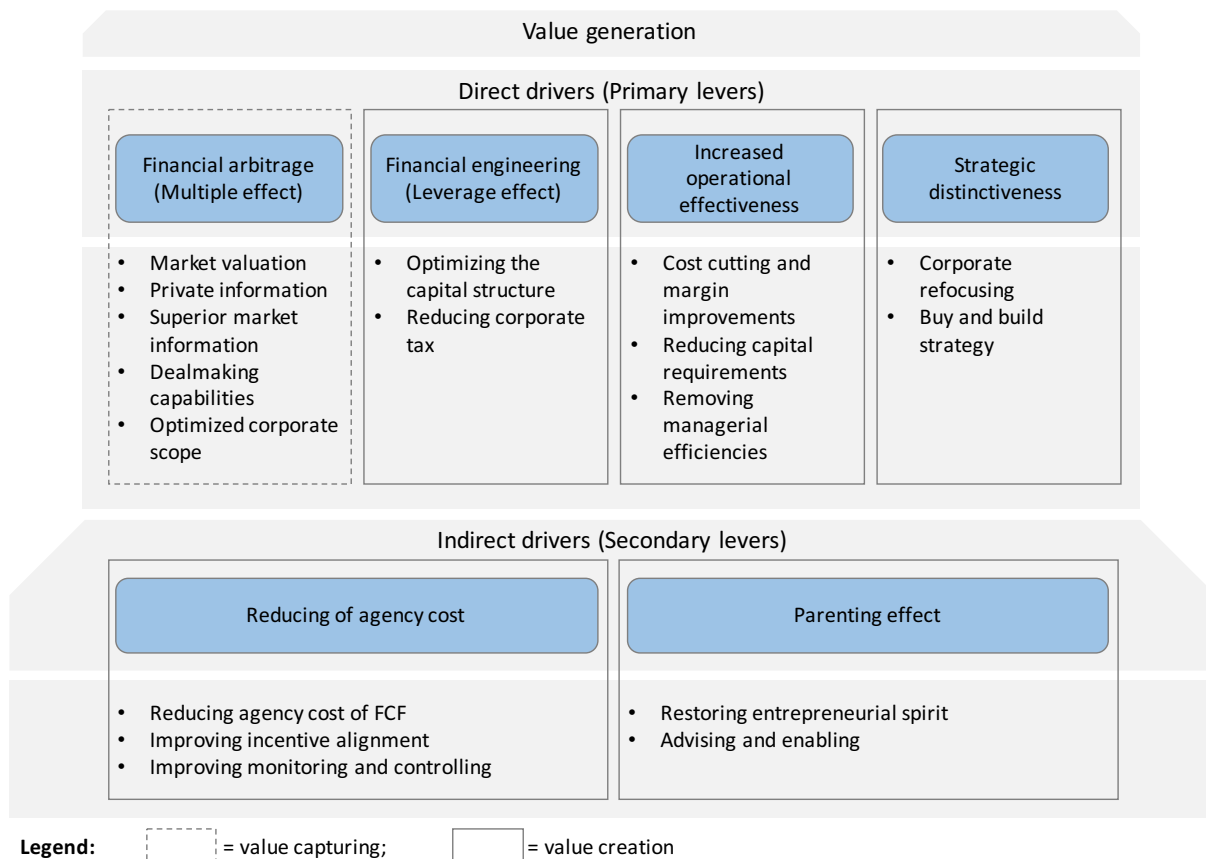 Value generation
Direct drivers (Primary levers)
Financial arbitrage
(Multiple effect)
• Market valuation
• Private information
• Superior market
information
• Dealmaking
capabilities
• Optimized corporate
scope
Financial engineering
(Leverage effect)
• Optimizing the
capital structure
• Reducing corporate
tax
Increased
operational
effectiveness
• Cost cutting and
margin
improvements
• Reducing capital
requirements
• Removing
managerial
efficiencies
Strategic
distinctiveness
• Corporate
refocusing
• Buy and build
strategy
Indirect drivers (Secondary levers)
Reducing of agency cost
• Reducing agency cost of FCF
• Improving incentive alignment
• Improving monitoring and controlling
Parenting effect
• Restoring entrepreneurial spirit
• Advising and enabling
Legend: = value capturing; = value creation